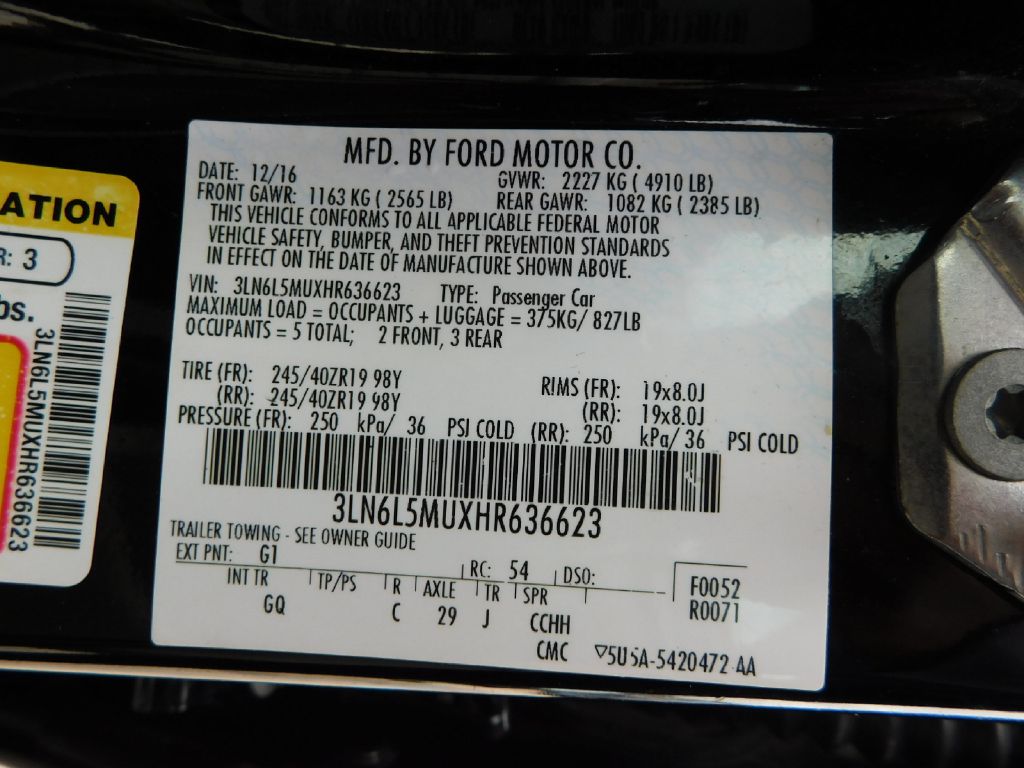 MFD. BY FORD MOTOR CO.
DATE: 12/16 GVWR: 2227 KG ( 4910 LB)
FRONT GAWR: 1163 KG ( 2565 LB) REAR GAWR: 1082 KG ( 2385 LB)
THIS VEHICLE CONFORMS TO ALL APPLICABLE FEDERAL MOTOR
VEHICLE SAFETY, BUMPER, AND THEFT PREVENTION STANDARDS
IN EFFECT ON THE DATE OF MANUFACTURE SHOWN ABOVE.
VIN: 3LN6L5MUXHR636623 TYPE: Passenger Car
MAXIMUM LOAD = OCCUPANTS + LUGGAGE = 375KG/ 827LB
OCCUPANTS = 5 TOTAL; 2 FRONT, 3 REAR
TIRE (FR): 245/40ZR19 98Y RIMS (FR): 19x8.0J
(RR): 245/40ZR19 98Y (RR): 19x8.0J
PRESSURE (FR): 250 kPa/ 36 PSI COLD (RR): 250 kPa/ 36 PSI COLD
3LN6L5MUXHR636623
TRAILER TOWING - SEE OWNER GUIDE
EXT PNT: G1 RC: 54 DSO:
INT TR TP/PS R AXLE TR SPR F0052
GQ C 29 J CCHH R0071
CMC ▽5U5A-5420472-AA
ATION
R: 3
bs.
3LN6L5MUXHR636623